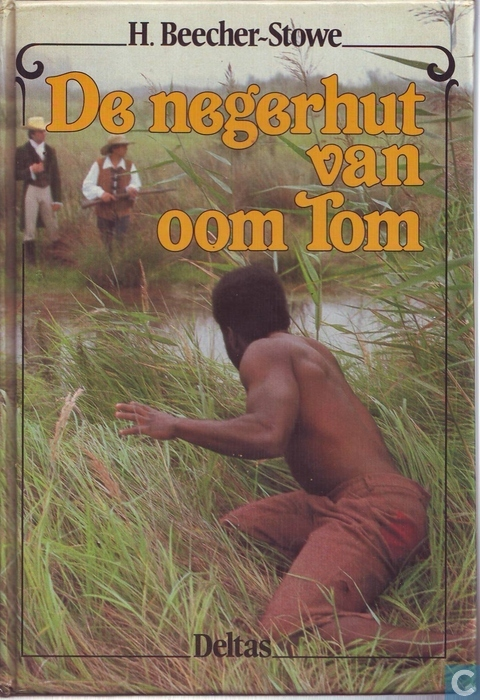 H. Beecher-Stowe
De negerhut
van
oom Tom
Deltas
C